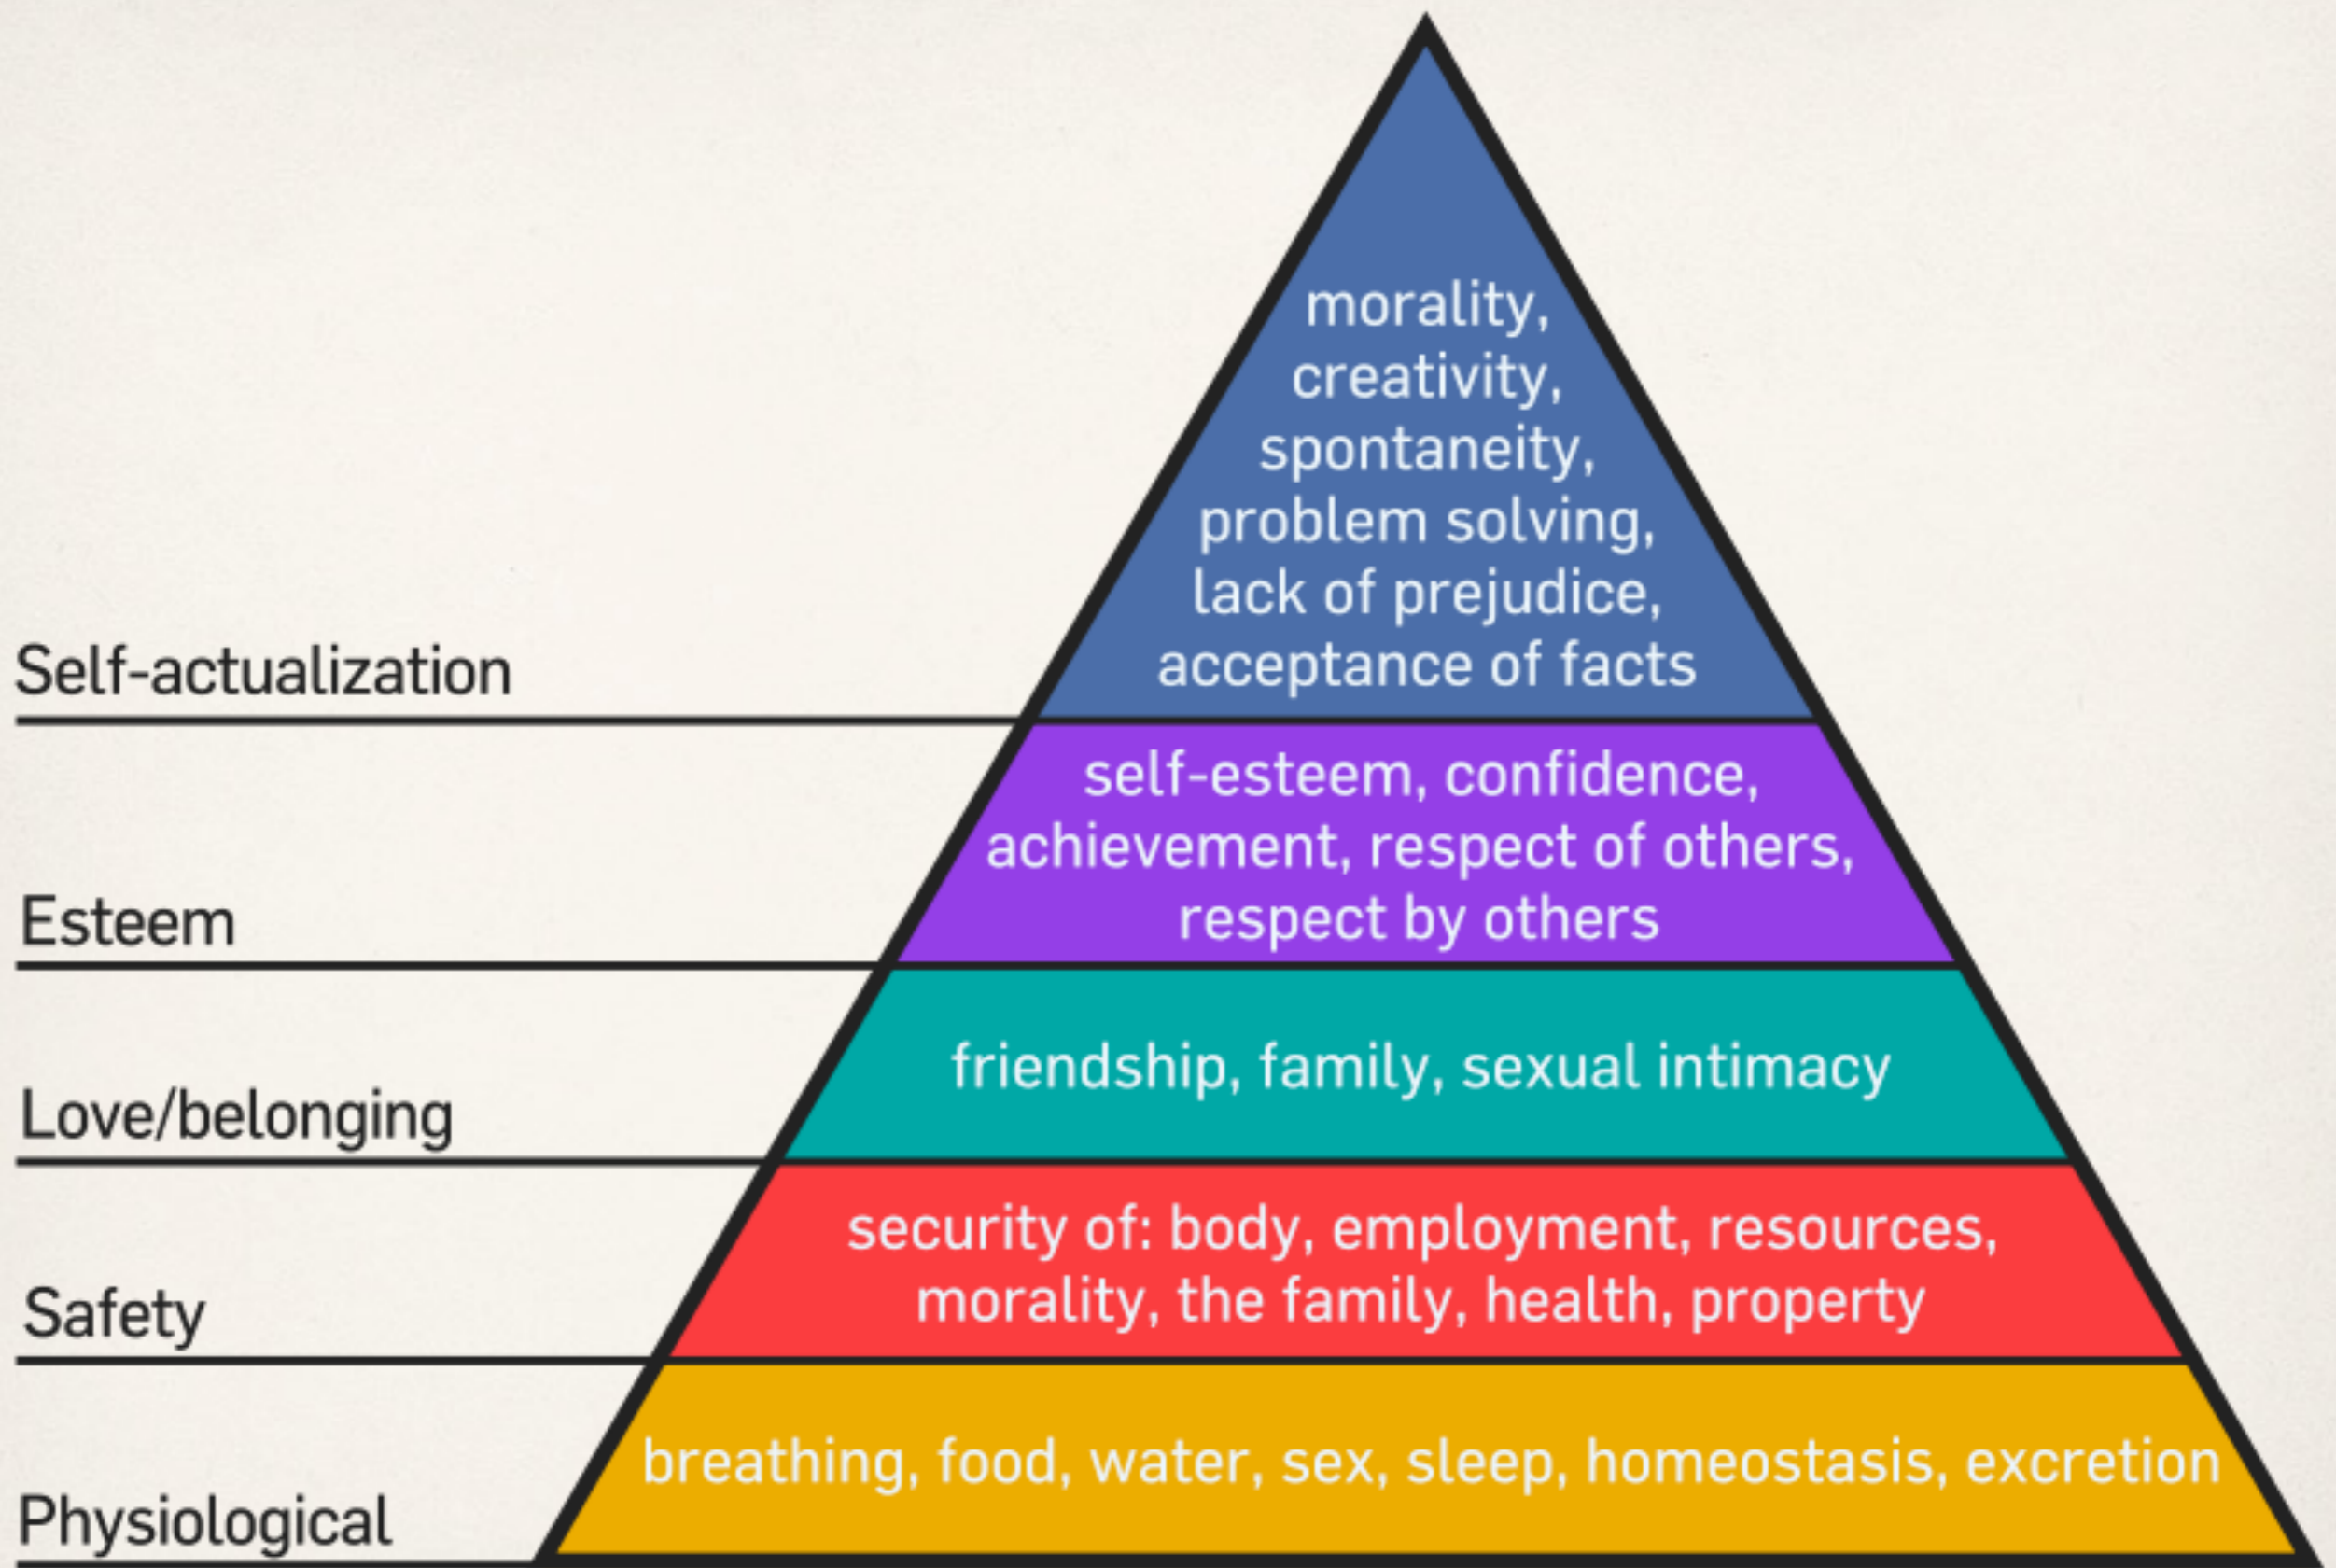 morality,
creativity,
spontaneity,
problem solving,
lack of prejudice,
acceptance of facts
Self-actualization
self-esteem, confidence,
achievement, respect of others,
respect by others
Esteem
friendship, family, sexual intimacy
Love/belonging
security of: body, employment, resources,
morality, the family, health, property
Safety
breathing, food, water, sex, sleep, homeostasis, excretion
Physiological